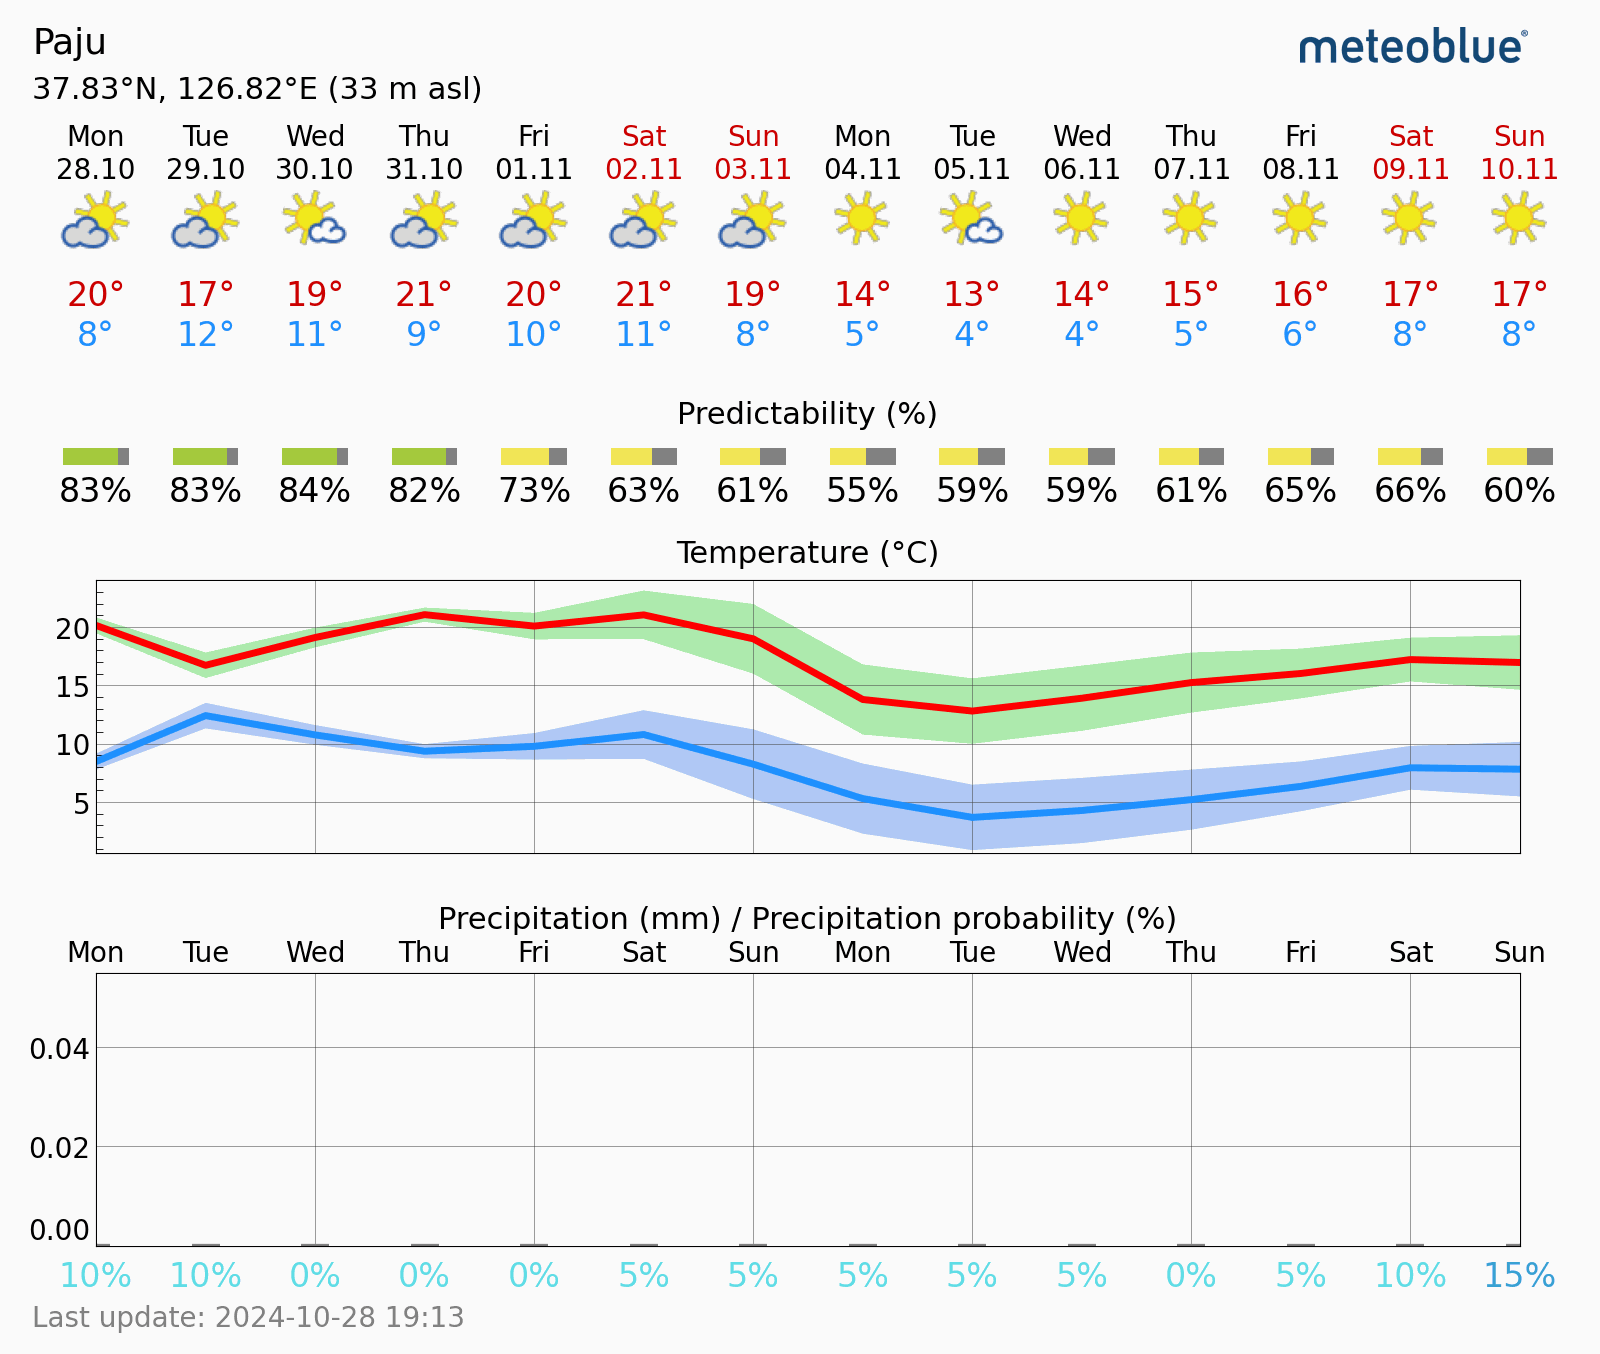 Paju
meteoblue®
37.83°N, 126.82°E (33 m asl)
Mon Tue Wed Thu Fri Sat Sun Mon Tue Wed Thu Fri Sat Sun
28.10 29.10 30.10 31.10 01.11 02.11 03.11 04.11 05.11 06.11 07.11 08.11 09.11 10.11
20° 17° 19° 21° 20° 21° 19° 14° 13° 14° 15° 16° 17° 17°
8° 12° 11° 9° 10° 11° 8° 5° 4° 4° 5° 6° 8° 8°
Predictability (%)
83% 83% 84% 82% 73% 63% 61% 55% 59% 59% 61% 65% 66% 60%
Temperature (°C)
20
15
10
5
Precipitation (mm) / Precipitation probability (%)
Mon Tue Wed Thu Fri Sat Sun Mon Tue Wed Thu Fri Sat Sun
0.04
0.02
0.00
10% 10% 0% 0% 0% 5% 5% 5% 5% 5% 0% 5% 10% 15%
Last update: 2024-10-28 19:13